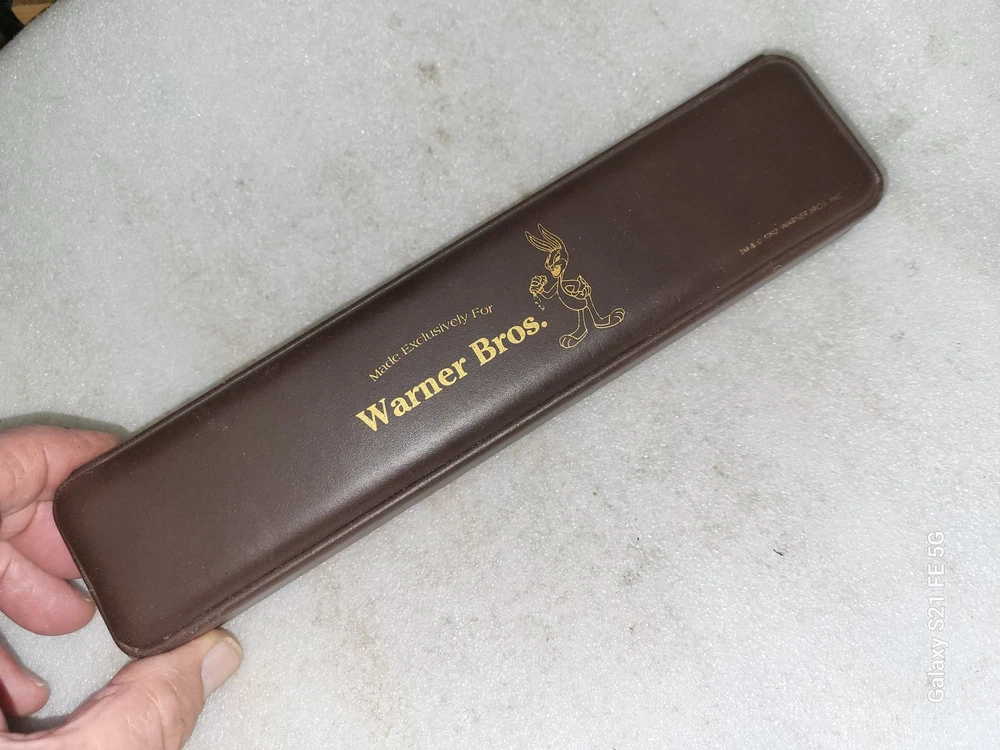 Made Exclusively For
Warner Bros.
TM & © WARNER BROS. INC.
Galaxy S21 FE 5G